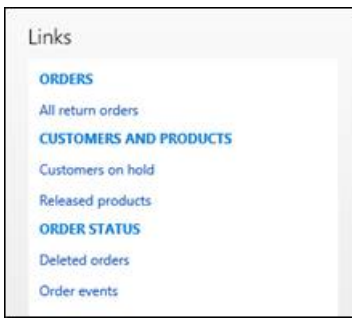 Links
ORDERS
All return orders
CUSTOMERS AND PRODUCTS
Customers on hold
Released products
ORDER STATUS
Deleted orders
Order events